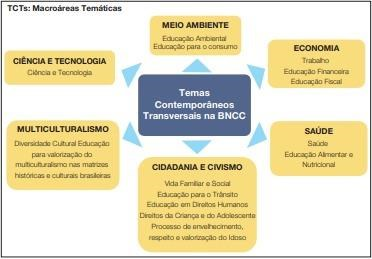 TCTs: Macroáreas Temáticas
MEIO AMBIENTE
Educação Ambiental
Educação para o consumo
CIÊNCIA E TECNOLOGIA
Ciência e Tecnologia
ECONOMIA
Trabalho
Educação Financeira
Educação Fiscal
Temas
Contemporâneos
Transversais na BNCC
MULTICULTURALISMO
Diversidade Cultural Educação
para valorização do
multiculturalismo nas matrizes
históricas e culturais brasileiras
SAÚDE
Saúde
Educação Alimentar e
Nutricional
CIDADANIA E CIVISMO
Vida Familiar e Social
Educação para o Trânsito
Educação em Direitos Humanos
Direitos da Criança e do Adolescente
Processo de envelhecimento,
respeito e valorização do Idoso